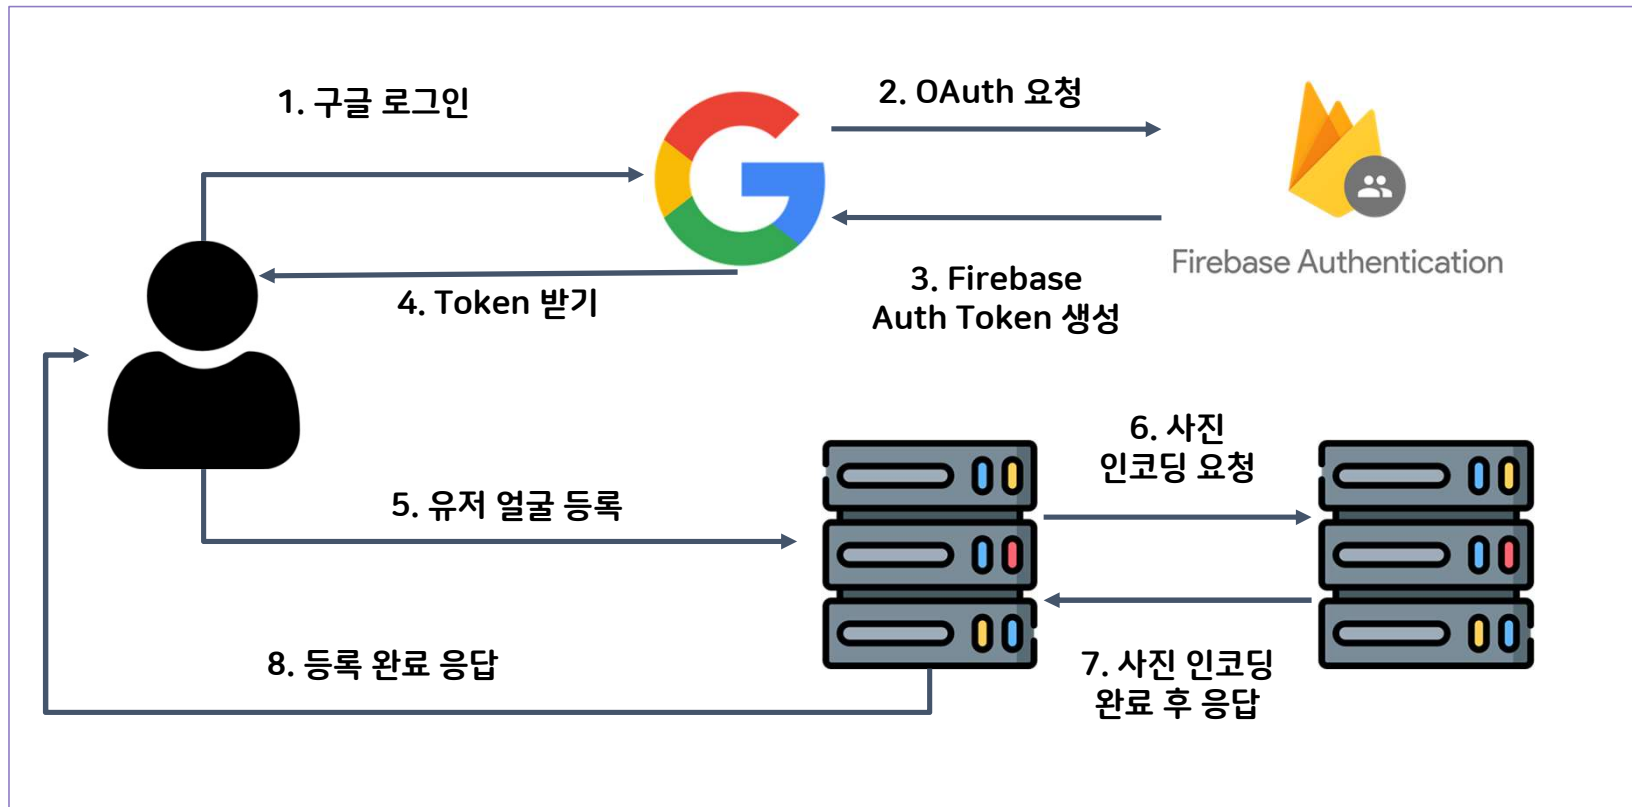 1. 구글 로그인
2. OAuth 요청
Firebase Authentication
3. Firebase
Auth Token 생성
4. Token 받기
5. 유저 얼굴 등록
6. 사진
인코딩 요청
7. 사진 인코딩
완료 후 응답
8. 등록 완료 응답